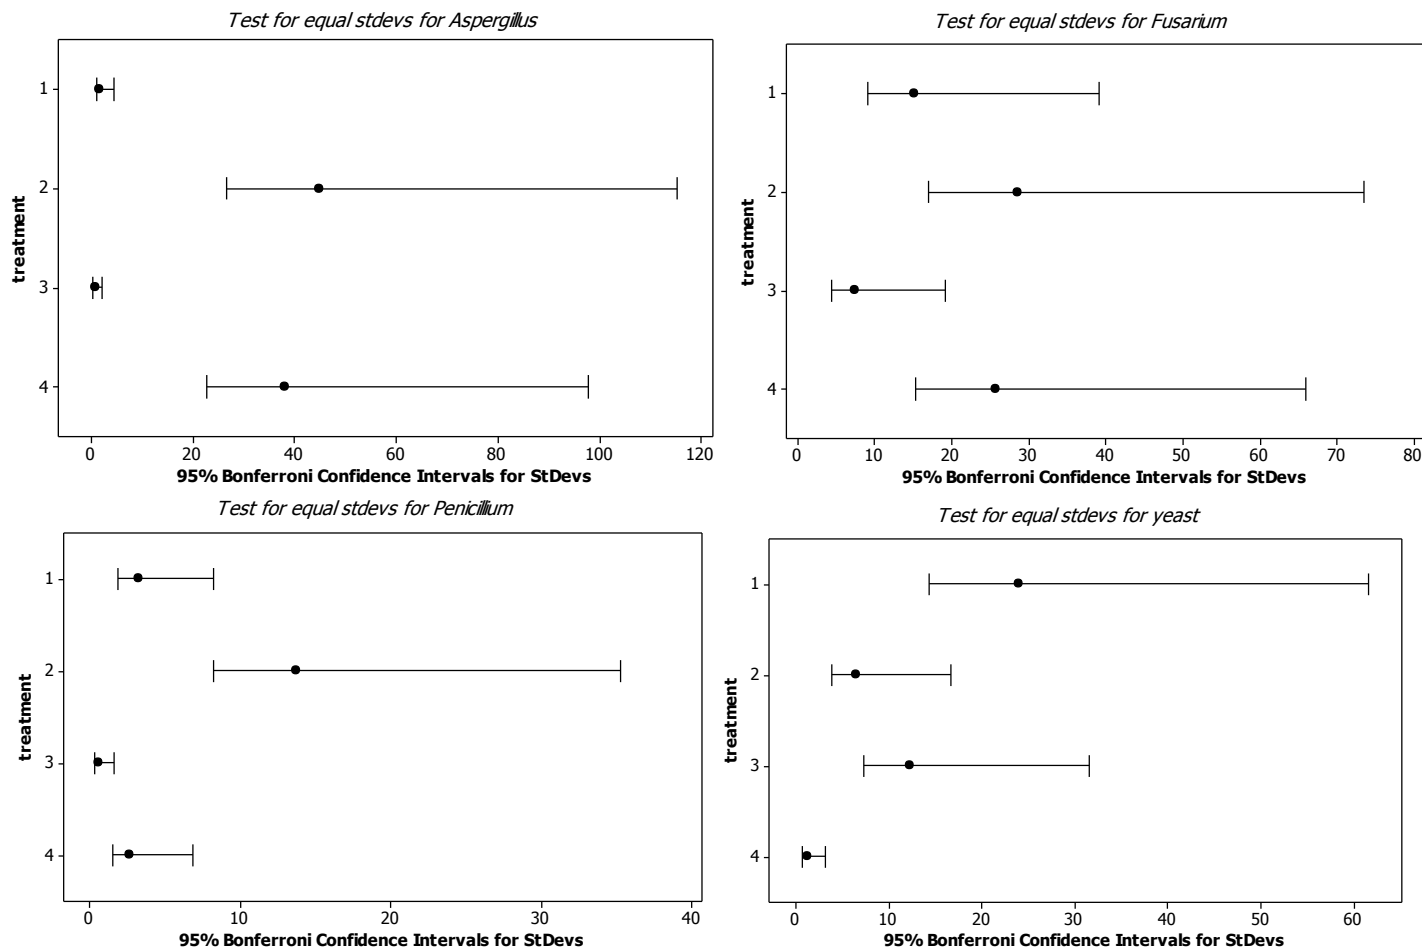 Test for equal stdevs for Aspergillus
treatment
1
2
3
4
0 20 40 60 80 100 120
95% Bonferroni Confidence Intervals for StDevs
Test for equal stdevs for Fusarium
treatment
1
2
3
4
0 10 20 30 40 50 60 70 80
95% Bonferroni Confidence Intervals for StDevs
Test for equal stdevs for Penicillium
treatment
1
2
3
4
0 10 20 30 40
95% Bonferroni Confidence Intervals for StDevs
Test for equal stdevs for yeast
treatment
1
2
3
4
0 10 20 30 40 50 60
95% Bonferroni Confidence Intervals for StDevs